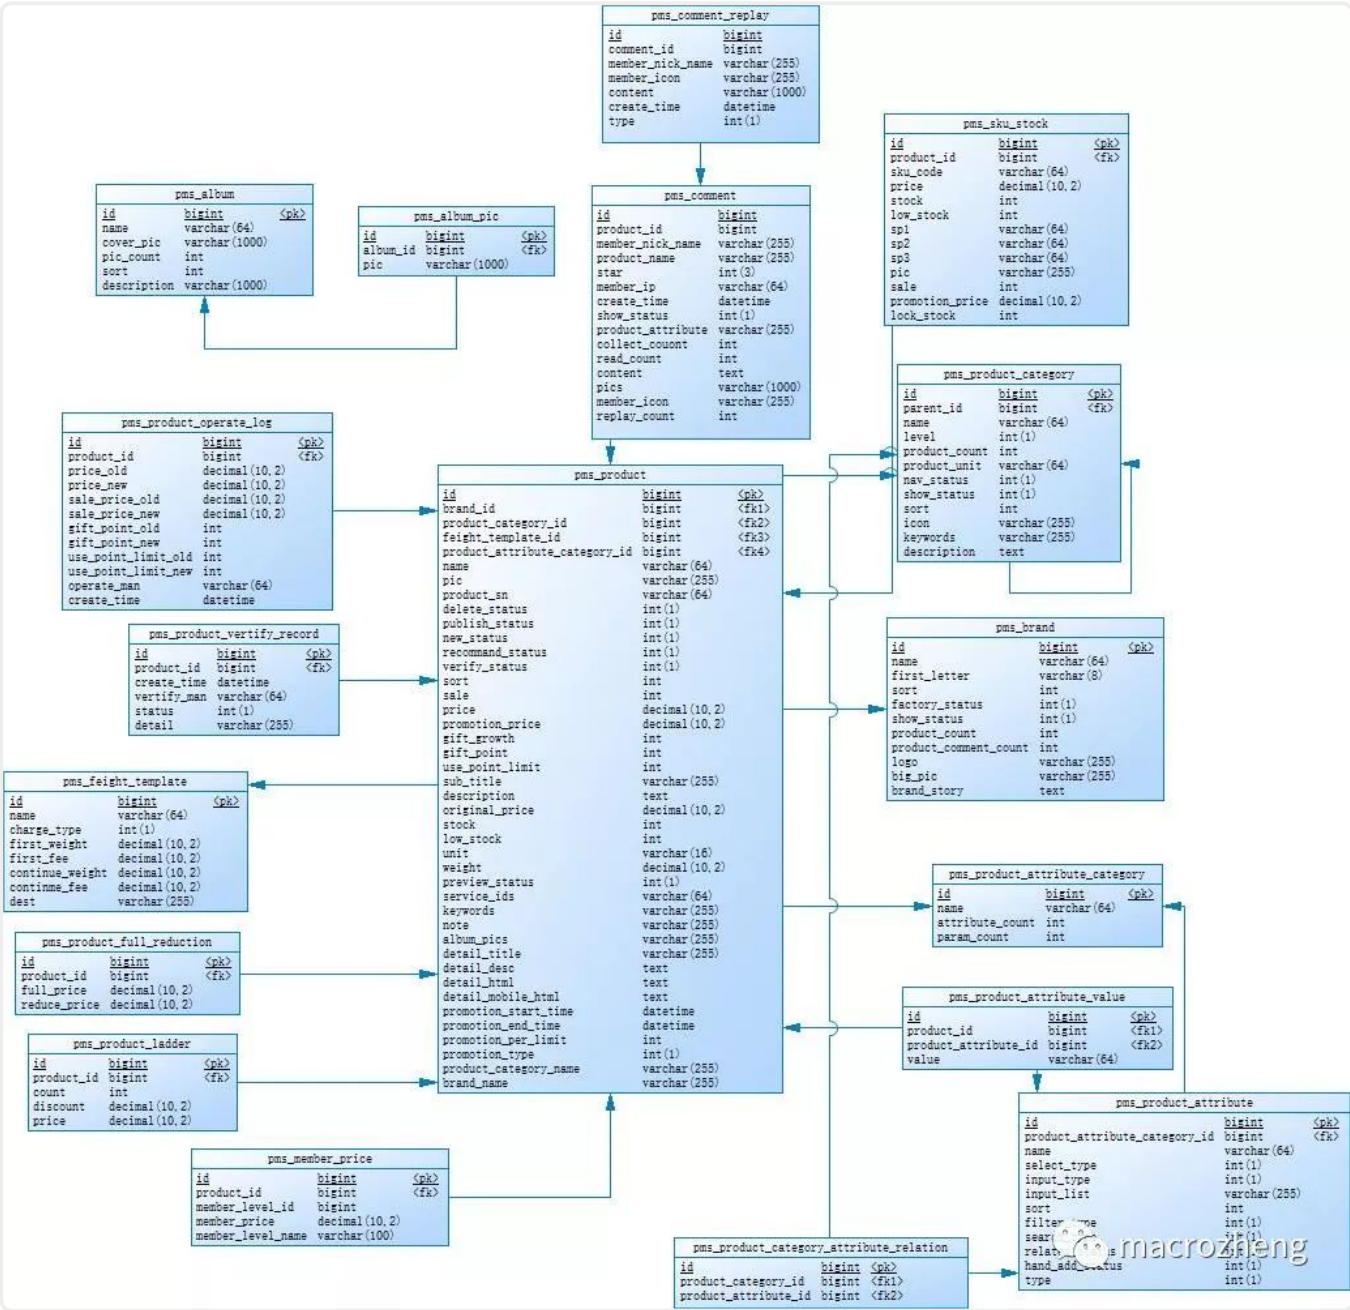 pms_comment_replay
id bigint
comment_id bigint
member_nick_name varchar(255)
member_icon varchar(255)
content varchar(1000)
create_time datetime
type int(1)
pms_sku_stock
id bigint <pk>
product_id bigint <fk>
sku_code varchar(64)
price decimal(10,2)
stock int
low_stock int
sp1 varchar(64)
sp2 varchar(64)
sp3 varchar(64)
pic varchar(255)
sale int
promotion_price decimal(10,2)
lock_stock int
pms_album
id bigint <pk>
name varchar(64)
cover_pic varchar(1000)
pic_count int
sort int
description varchar(1000)
pms_album_pic
id bigint <pk>
album_id bigint <fk>
pic varchar(1000)
pms_comment
id bigint
product_id bigint
member_nick_name varchar(255)
product_name varchar(255)
star int(3)
member_ip varchar(64)
create_time datetime
show_status int(1)
product_attribute varchar(255)
collect_couont int
read_count int
content text
pics varchar(1000)
member_icon varchar(255)
replay_count int
pms_product_category
id bigint <pk>
parent_id bigint <fk>
name varchar(64)
level int(1)
product_count int
product_unit varchar(64)
nav_status int(1)
show_status int(1)
sort int
icon varchar(255)
keywords varchar(255)
description text
pms_product_operate_log
id bigint <pk>
product_id bigint <fk>
price_old decimal(10,2)
price_new decimal(10,2)
sale_price_old decimal(10,2)
sale_price_new decimal(10,2)
gift_point_old int
gift_point_new int
use_point_limit_old int
use_point_limit_new int
operate_man varchar(64)
create_time datetime
pms_product
id bigint <pk>
brand_id bigint <fk1>
product_category_id bigint <fk2>
feight_template_id bigint <fk3>
product_attribute_category_id bigint <fk4>
name varchar(64)
pic varchar(255)
product_sn varchar(64)
delete_status int(1)
publish_status int(1)
new_status int(1)
recommand_status int(1)
verify_status int(1)
sort int
sale int
price decimal(10,2)
promotion_price decimal(10,2)
gift_growth int
gift_point int
use_point_limit int
sub_title varchar(255)
description text
original_price decimal(10,2)
stock int
low_stock int
unit varchar(16)
weight decimal(10,2)
preview_status int(1)
service_ids varchar(64)
keywords varchar(255)
note varchar(255)
album_pics varchar(255)
detail_title varchar(255)
detail_desc text
detail_html text
detail_mobile_html text
promotion_start_time datetime
promotion_end_time datetime
promotion_per_limit int
promotion_type int(1)
product_category_name varchar(255)
brand_name varchar(255)
pms_brand
id bigint <pk>
name varchar(64)
first_letter varchar(8)
sort int
factory_status int(1)
show_status int(1)
product_count int
product_comment_count int
logo varchar(255)
big_pic varchar(255)
brand_story text
pms_product_vertify_record
id bigint <pk>
product_id bigint <fk>
create_time datetime
vertify_man varchar(64)
status int(1)
detail varchar(255)
pms_feight_template
id bigint <pk>
name varchar(64)
charge_type int(1)
first_weight decimal(10,2)
first_fee decimal(10,2)
continue_weight decimal(10,2)
continme_fee decimal(10,2)
dest varchar(255)
pms_product_attribute_category
id bigint <pk>
name varchar(64)
attribute_count int
param_count int
pms_product_full_reduction
id bigint <pk>
product_id bigint <fk>
full_price decimal(10,2)
reduce_price decimal(10,2)
pms_product_attribute_value
id bigint <pk>
product_id bigint <fk1>
product_attribute_id bigint <fk2>
value varchar(64)
pms_product_ladder
id bigint <pk>
product_id bigint <fk>
count int
discount decimal(10,2)
price decimal(10,2)
pms_product_attribute
id bigint <pk>
product_attribute_category_id bigint <fk>
name varchar(64)
select_type int(1)
input_type int(1)
input_list varchar(255)
sort int
int(1)
int(1)
int(1)
int(1)
type int(1)
macrozheng
pms_member_price
id bigint <pk>
product_id bigint <fk>
member_level_id bigint
member_price decimal(10,2)
member_level_name varchar(100)
pms_product_category_attribute_relation
id bigint <pk>
product_category_id bigint <fk1>
product_attribute_id bigint <fk2>